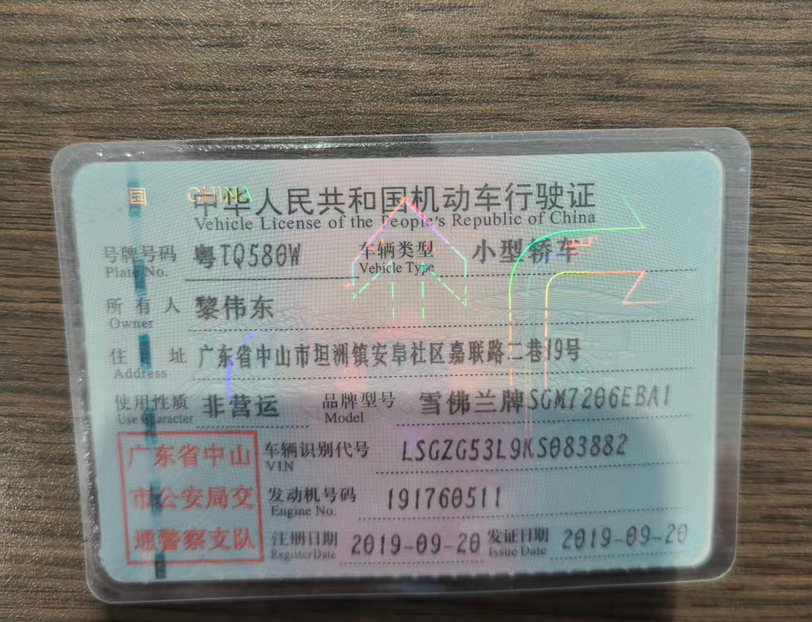 国 CHINA
中华人民共和国机动车行驶证
Vehicle License of the People's Republic of China
号牌号码 粤TQ580W 车辆类型 小型轿车
Plate No. Vehicle Type
所有人 黎伟东
Owner
住址 广东省中山市坦洲镇安阜社区嘉联路二巷19号
Address
使用性质 非营运 品牌型号 雪佛兰牌SGM7206EBA1
Use Character Model
广东省中山 车辆识别代号 LSGZG53L9KS083882
VIN
市公安局交 发动机号码 191760511
Engine No.
通警察支队 注册日期 2019-09-20 发证日期 2019-09-20
Register Date Issue Date